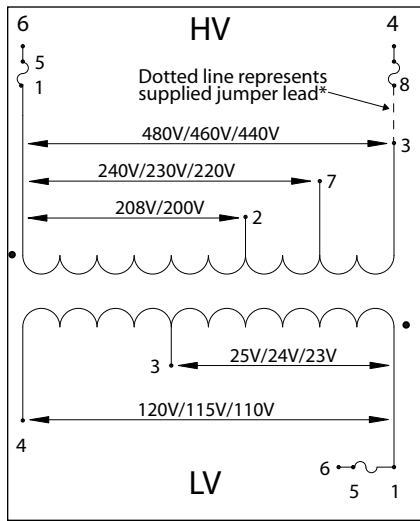 6
HV
4
5
1
Dotted line represents
supplied jumper lead*
8
480V/460V/440V
3
240V/230V/220V
7
208V/200V
2
3
25V/24V/23V
120V/115V/110V
4
LV
6
5
1